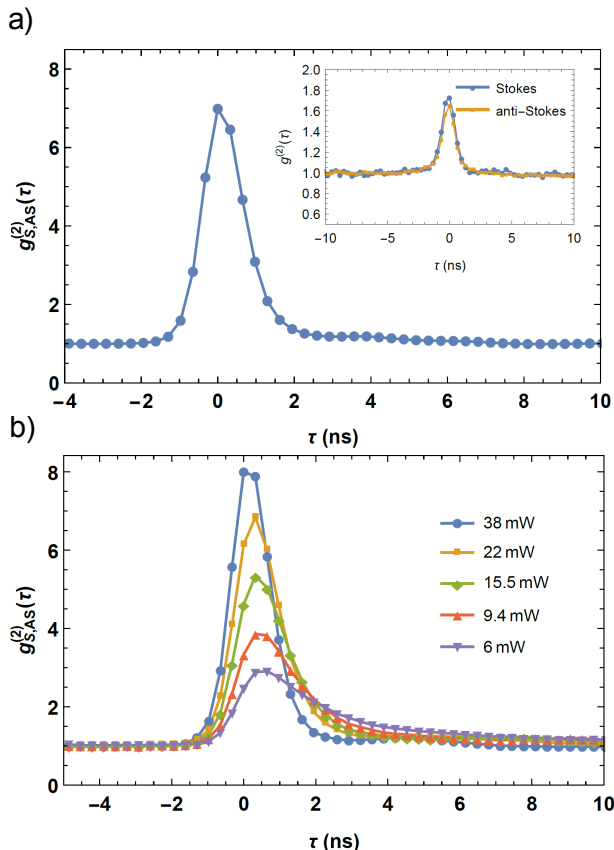 a)
g(2)S,As(τ)
8
6
4
2
0
−4 −2 0 2 4 6 8 10
τ (ns)
g(2)(τ)
2.0
1.8
1.6
1.4
1.2
1.0
0.8
0.6
−10 −5 0 5 10
τ (ns)
Stokes
anti−Stokes
b)
g(2)S,As(τ)
8
6
4
2
0
−4 −2 0 2 4 6 8 10
τ (ns)
38 mW
22 mW
15.5 mW
9.4 mW
6 mW